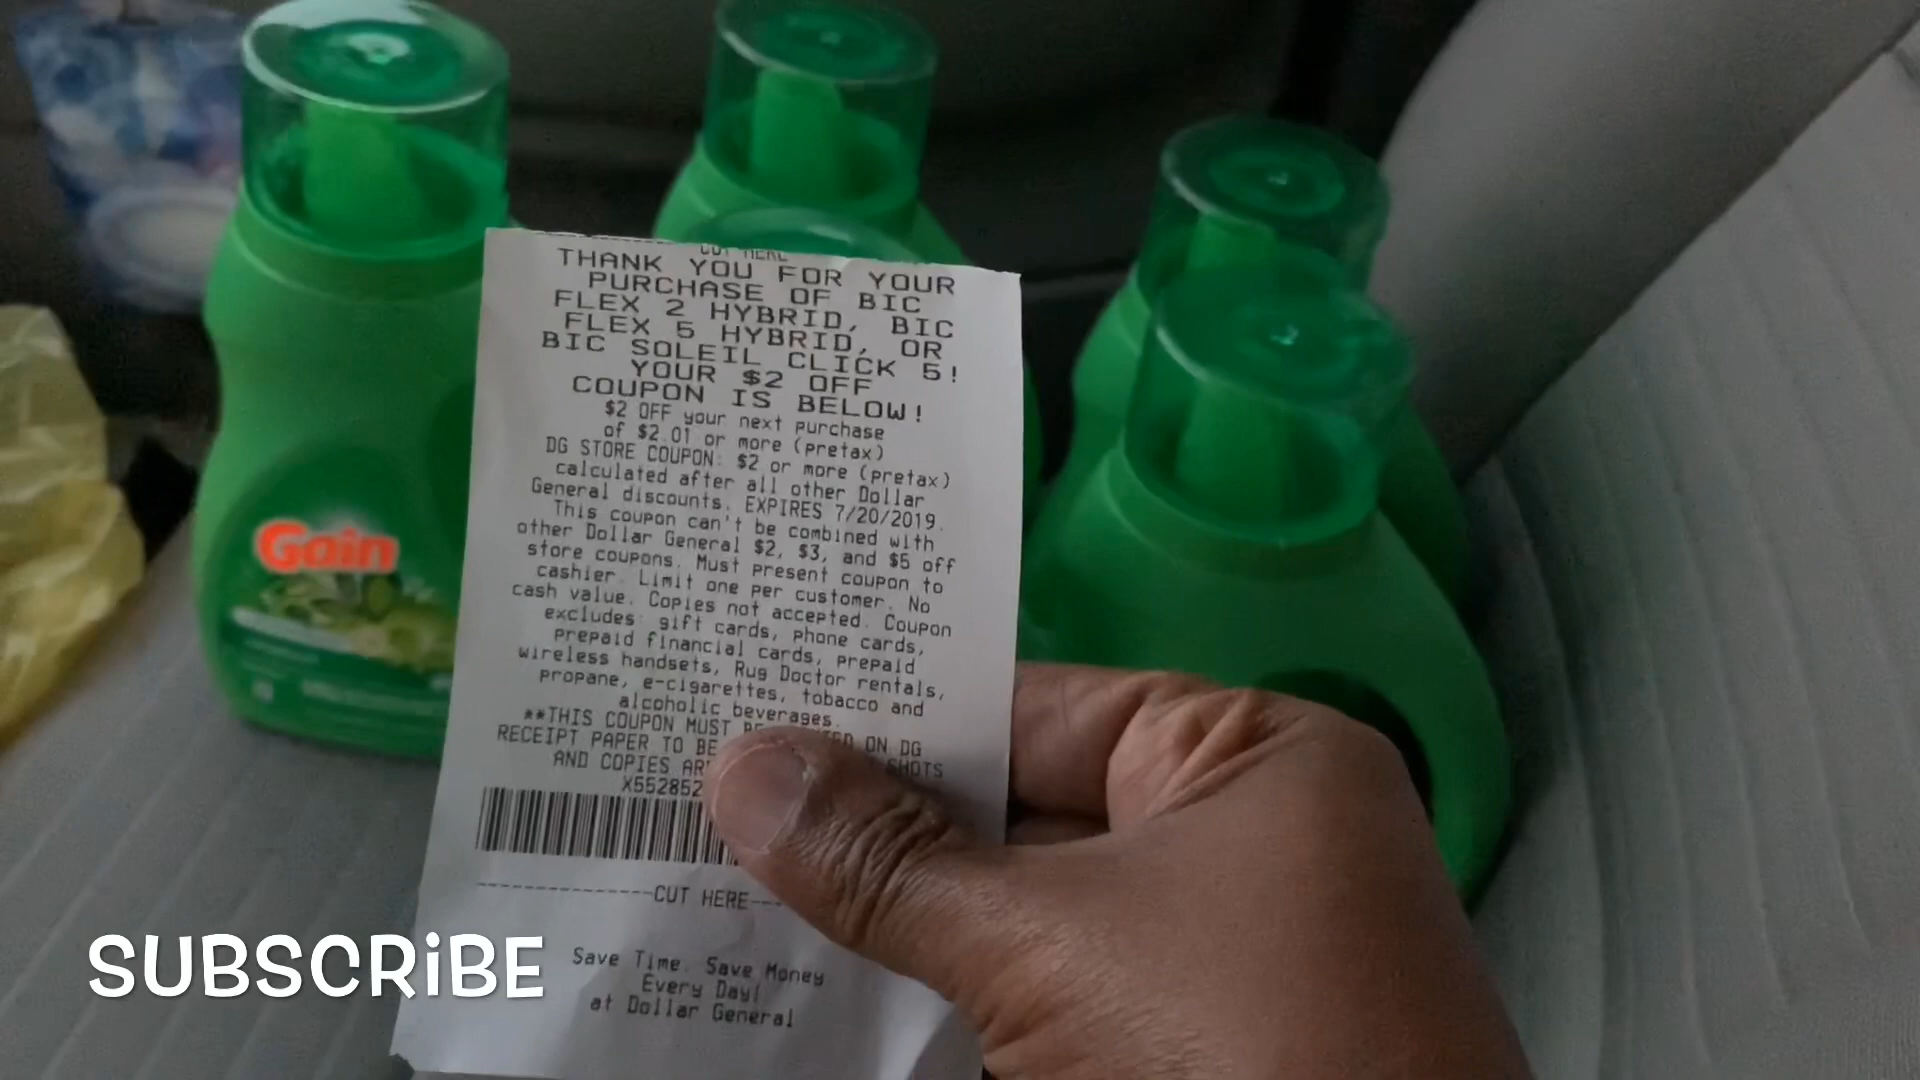 CUT HERE
THANK YOU FOR YOUR
PURCHASE OF BIC
FLEX 2 HYBRID, BIC
FLEX 5 HYBRID, OR
BIC SOLEIL CLICK 5!
YOUR $2 OFF
COUPON IS BELOW!
$2 OFF your next purchase
of $2.01 or more (pretax)
DG STORE COUPON: $2 or more (pretax)
calculated after all other Dollar
General discounts. EXPIRES 7/20/2019.
This coupon can't be combined with
other Dollar General $2, $3, and $5 off
store coupons. Must present coupon to
cashier. Limit one per customer. No
cash value. Copies not accepted. Coupon
excludes: gift cards, phone cards,
prepaid financial cards, prepaid
wireless handsets, Rug Doctor rentals,
propane, e-cigarettes, tobacco and
alcoholic beverages.
**THIS COUPON MUST ON DG
RECEIPT PAPER TO BE
AND COPIES
X552852
CUT HERE
Save Time. Save Money
Every Day!
at Dollar General
Gain
SUBSCRiBE